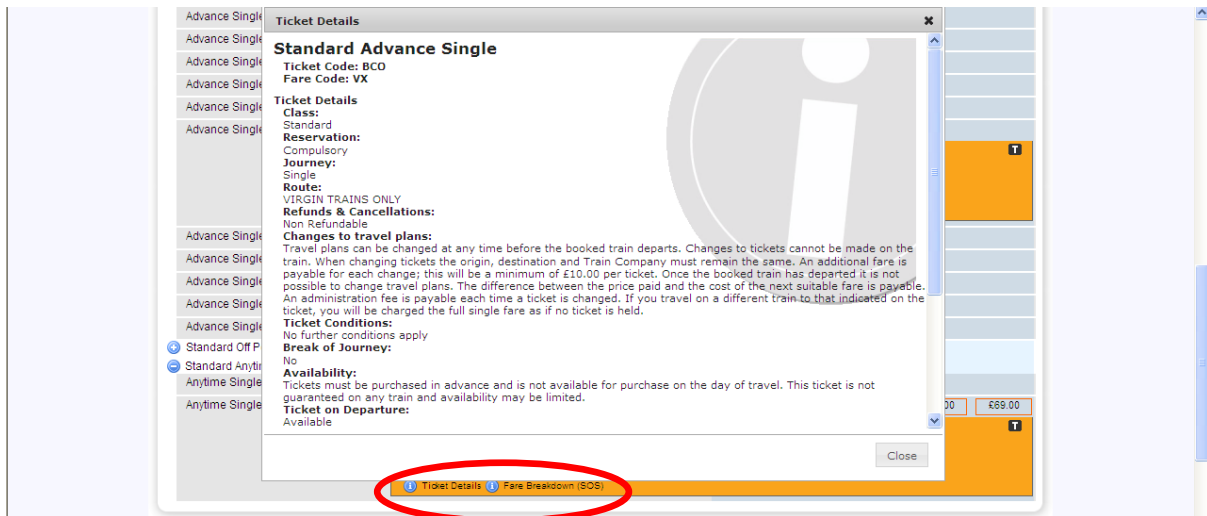 Advance Single
Ticket Details
Advance Single
Standard Advance Single
Advance Single
Ticket Code: BCO
Advance Single
Fare Code: VX
Advance Single
Ticket Details
Advance Single
Class:
Standard
Reservation:
Compulsory
T
Journey:
Single
Route:
VIRGIN TRAINS ONLY
Refunds & Cancellations:
Non Refundable
Advance Single
Changes to travel plans:
Travel plans can be changed at any time before the booked train departs. Changes to tickets cannot be made on the
Advance Single
train. When changing tickets the origin, destination and Train Company must remain the same. An additional fare is
payable for each change; this will be a minimum of £10.00 per ticket. Once the booked train has departed it is not
Advance Single
possible to change travel plans. The difference between the price paid and the cost of the next suitable fare is payable.
Advance Single
An administration fee is payable each time a ticket is changed. If you travel on a different train to that indicated on the
ticket, you will be charged the full single fare as if no ticket is held.
Advance Single
Ticket Conditions:
No further conditions apply
Standard Off P
Break of Journey:
No
Standard Anytin
Availability:
Anytime Single
Tickets must be purchased in advance and is not available for purchase on the day of travel. This ticket is not
guaranteed on any train and availability may be limited.
Anytime Single
00 £69.00
Ticket on Departure:
Available
T
Close
Ticket Details Fare Breakdown (SOS)